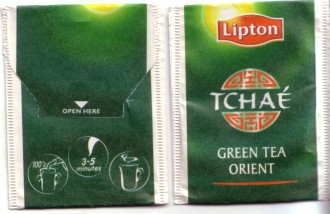 OPEN HERE
100°c
3-5
minutes
Lipton
TCHAÉ
GREEN TEA
ORIENT